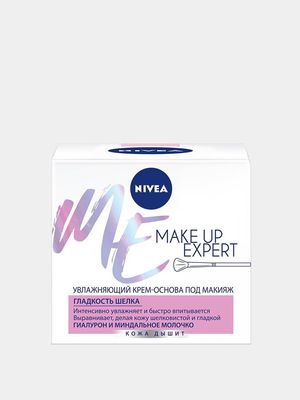 NIVEA
ME
MAKE UP
EXPERT
УВЛАЖНЯЮЩИЙ КРЕМ-ОСНОВА ПОД МАКИЯЖ
ГЛАДКОСТЬ ШЕЛКА
Интенсивно увлажняет и быстро впитывается
Выравнивает, делая кожу шелковистой и гладкой
ГИАЛУРОН И МИНДАЛЬНОЕ МОЛОЧКО
КОЖА ДЫШИТ